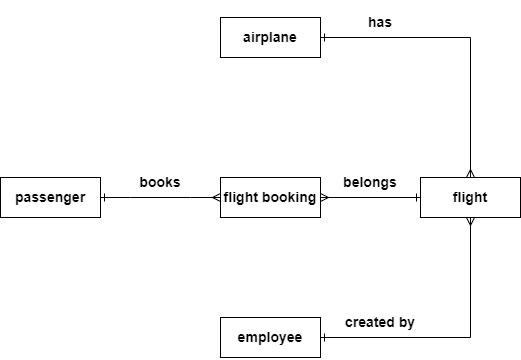 has
airplane
books
belongs
passenger
flight booking
flight
created by
employee